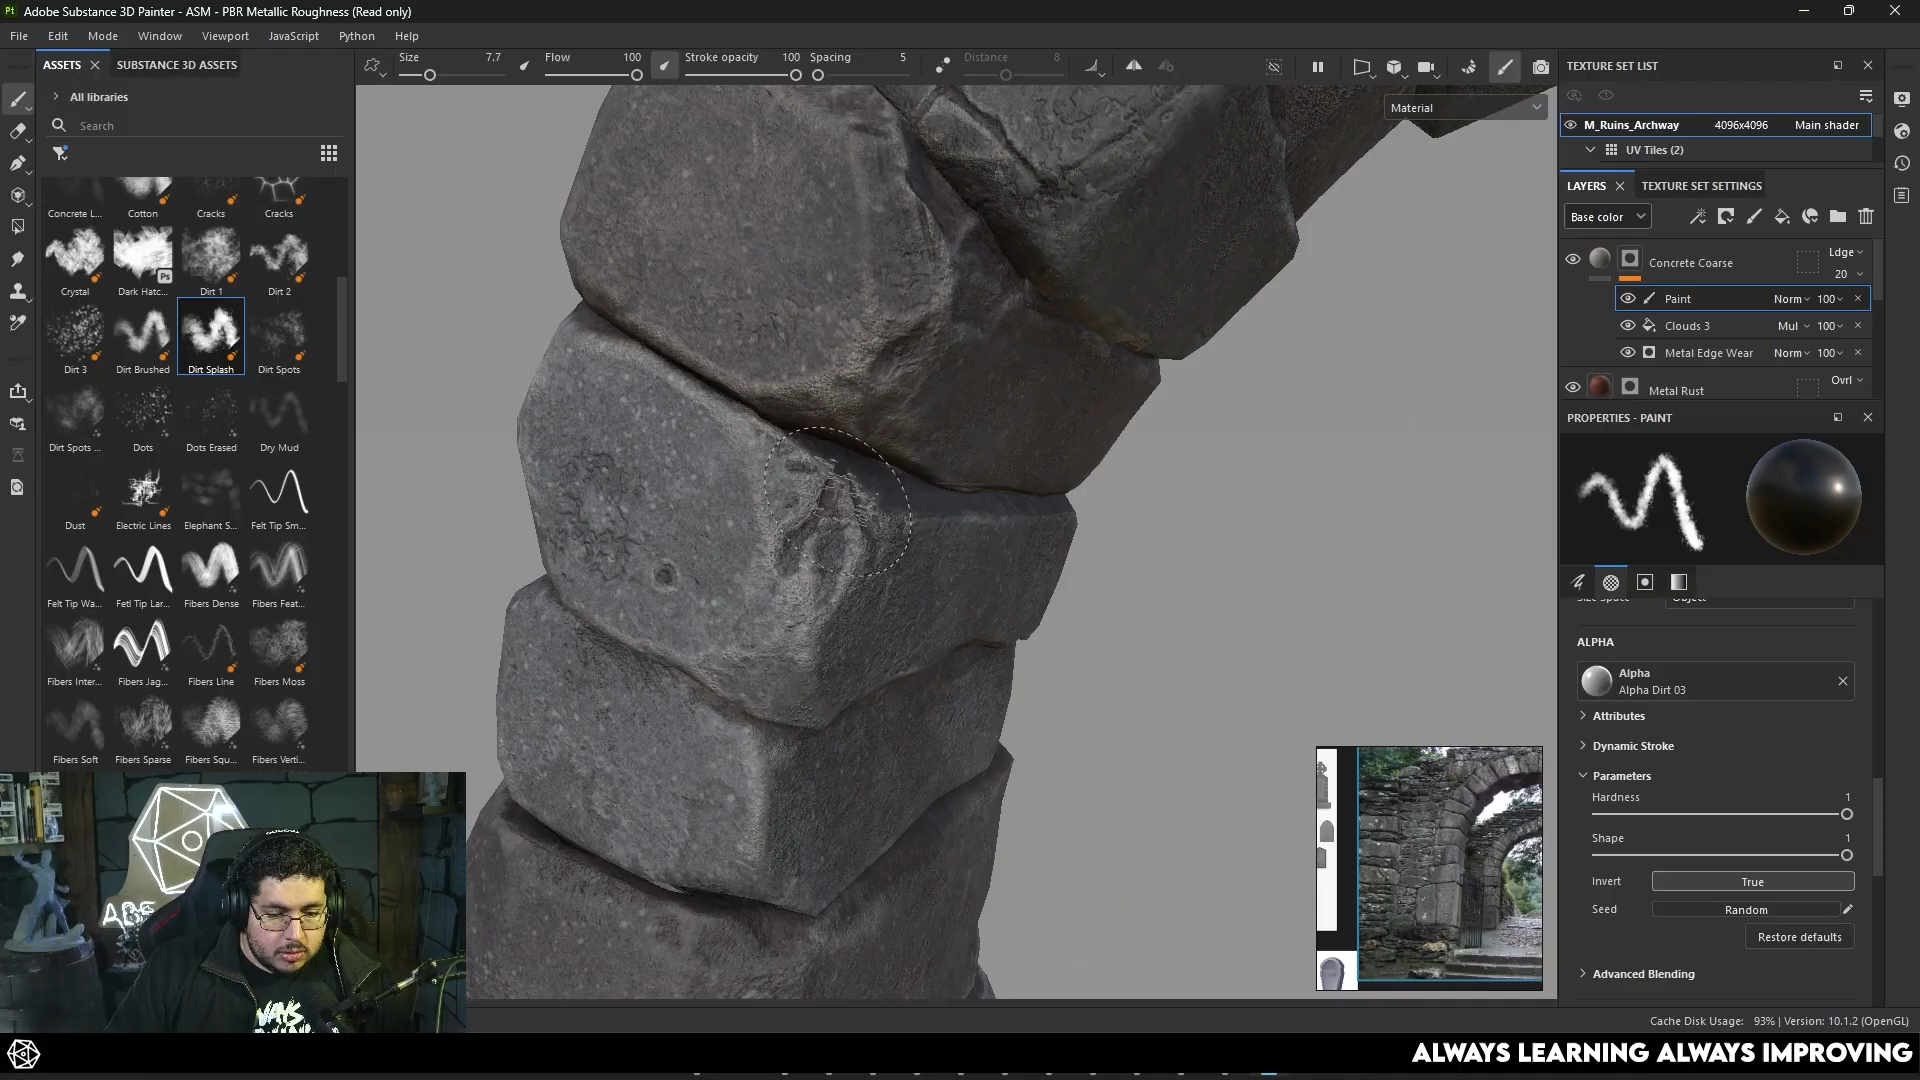 Pt Adobe Substance 3D Painter - ASM - PBR Metallic Roughness (Read only)
File Edit Mode Window Viewport JavaScript Python Help
ASSETS SUBSTANCE 3D ASSETS
All libraries
Search
Concrete L... Cotton Cracks Cracks
Ps
Crystal Dark Hatc... Dirt 1 Dirt 2
Dirt 3 Dirt Brushed Dirt Splash Dirt Spots
Dirt Spots ... Dots Dots Erased Dry Mud
Dust Electric Lines Elephant S... Felt Tip Sm...
Felt Tip Wa... Fetl Tip Lar... Fibers Dense Fibers Feat...
Fibers Inter... Fibers Jag... Fibers Line Fibers Moss
Fibers Soft Fibers Sparse Fibers Squ... Fibers Verti...
Size 7.7 Flow 100 Stroke opacity 100 Spacing 5 Distance 8
Material
TEXTURE SET LIST
M_Ruins_Archway 4096x4096 Main shader
UV Tiles (2)
LAYERS TEXTURE SET SETTINGS
Base color
Concrete Coarse Ldge
20
Paint Norm 100
Clouds 3 Mul 100
Metal Edge Wear Norm 100
Metal Rust Ovrl
PROPERTIES - PAINT
Size Space Object
ALPHA
Alpha
Alpha Dirt 03
Attributes
Dynamic Stroke
Parameters
Hardness 1
Shape 1
Invert True
Seed Random
Restore defaults
Advanced Blending
Cache Disk Usage: 93% | Version: 10.1.2 (OpenGL)
ALWAYS LEARNING ALWAYS IMPROVING